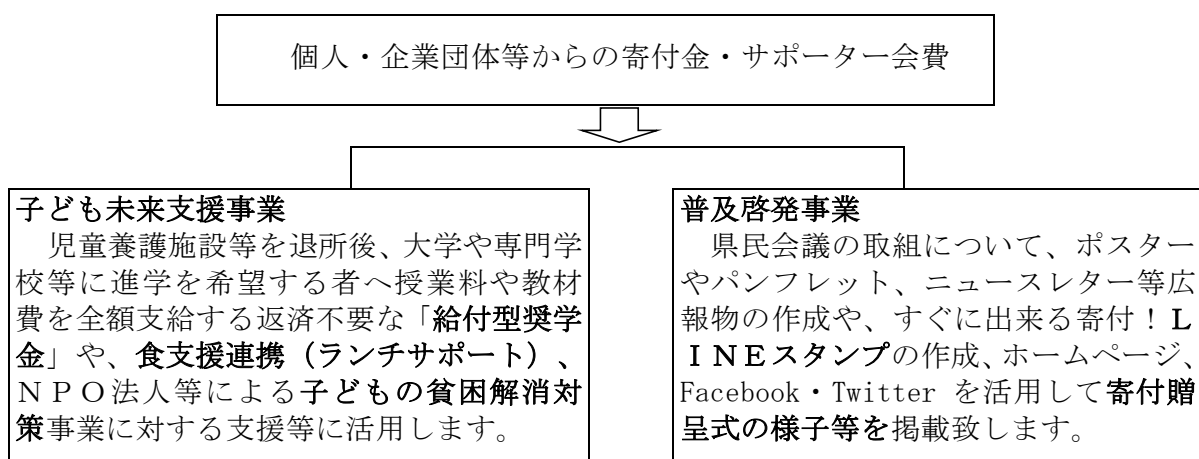 個人・企業団体等からの寄付金・サポーター会費
子ども未来支援事業
児童養護施設等を退所後、大学や専門学
校等に進学を希望する者へ授業料や教材
費を全額支給する返済不要な「給付型奨学
金」や、食支援連携（ランチサポート）、
ＮＰＯ法人等による子どもの貧困解消対
策事業に対する支援等に活用します。
普及啓発事業
県民会議の取組について、ポスター
やパンフレット、ニュースレター等広
報物の作成や、すぐに出来る寄付！Ｌ
ＩＮＥスタンプの作成、ホームページ、
Facebook・Twitter を活用して寄付贈
呈式の様子等を掲載致します。